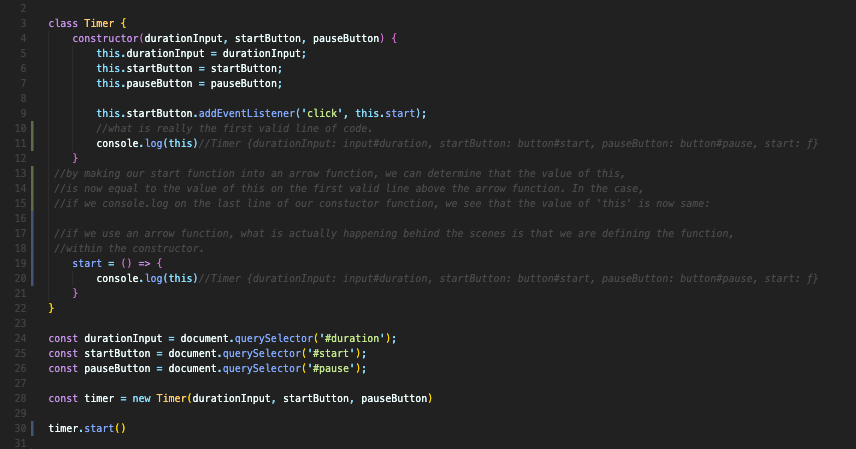 2
3 class Timer {
4 constructor(durationInput, startButton, pauseButton) {
5 this.durationInput = durationInput;
6 this.startButton = startButton;
7 this.pauseButton = pauseButton;
8
9 this.startButton.addEventListener('click', this.start);
10 //what is really the first valid line of code.
11 console.log(this)//Timer {durationInput: input#duration, startButton: button#start, pauseButton: button#pause, start: ƒ}
12 }
13 //by making our start function into an arrow function, we can determine that the value of this,
14 //is now equal to the value of this on the first valid line above the arrow function. In the case,
15 //if we console.log on the last line of our constuctor function, we see that the value of 'this' is now same:
16
17 //if we use an arrow function, what is actually happening behind the scenes is that we are defining the function,
18 //within the constructor.
19 start = () => {
20 console.log(this)//Timer {durationInput: input#duration, startButton: button#start, pauseButton: button#pause, start: ƒ}
21 }
22 }
23
24 const durationInput = document.querySelector('#duration');
25 const startButton = document.querySelector('#start');
26 const pauseButton = document.querySelector('#pause');
27
28 const timer = new Timer(durationInput, startButton, pauseButton)
29
30 timer.start()
31